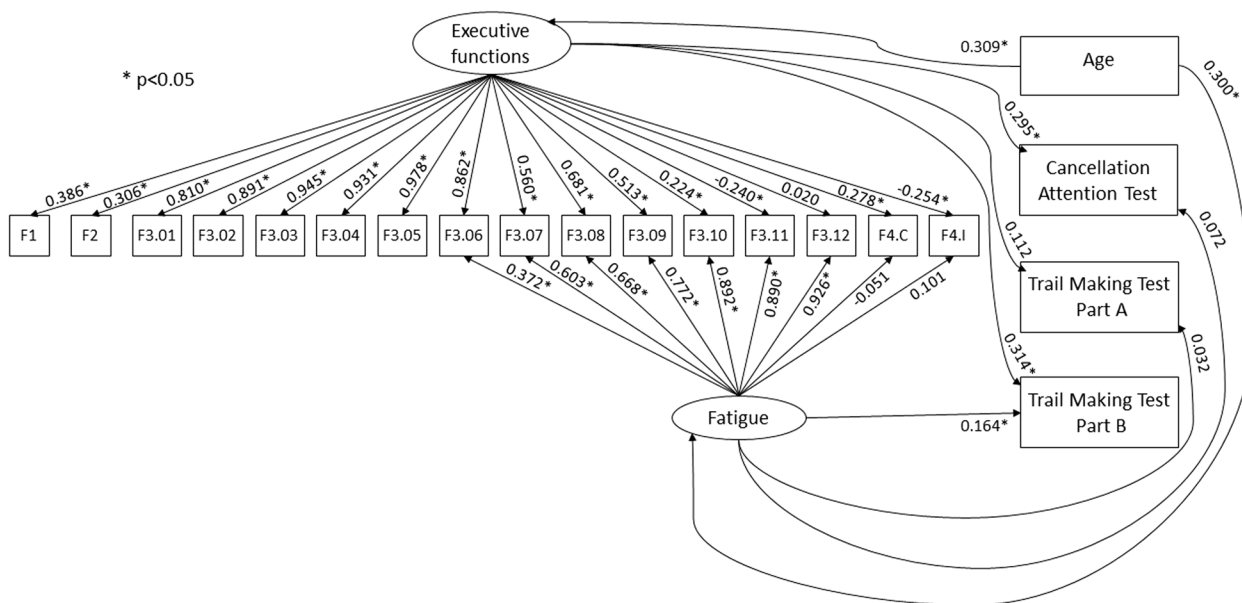 Executive
functions
* p<0.05
0.309*
Age
0.300*
0.295*
Cancellation
Attention Test
0.386*
0.306*
0.810*
0.891*
0.945*
0.931*
0.978*
0.862*
0.560*
0.681*
0.513*
0.224*
-0.240*
0.020
0.278*
-0.254*
F1
F2
F3.01
F3.02
F3.03
F3.04
F3.05
F3.06
F3.07
F3.08
F3.09
F3.10
F3.11
F3.12
F4.C
F4.I
0.072
0.112
Trail Making Test
Part A
0.372*
0.603*
0.668*
0.772*
0.892*
0.890*
0.926*
-0.051
0.101
0.032
0.314*
Trail Making Test
Part B
Fatigue
0.164*